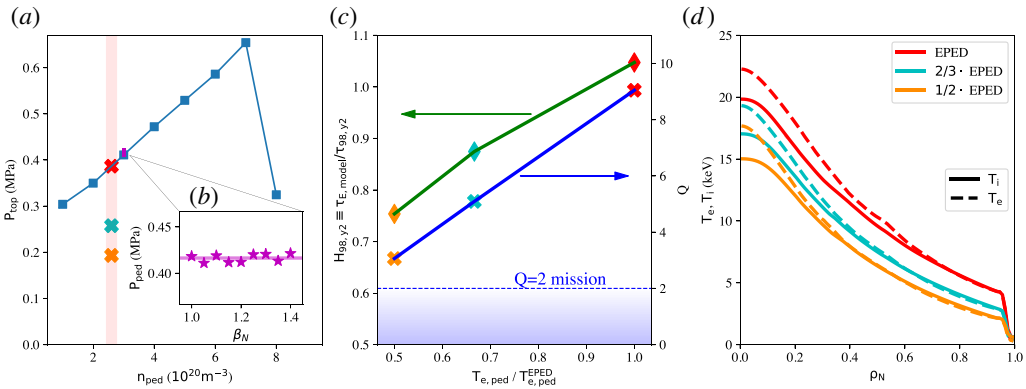 (a)
P_top (MPa)
0.6
0.5
0.4
0.3
0.2
0.1
0.0
2
4
6
8
n_ped (10^20 m^-3)
(b)
P_ped (MPa)
0.45
0.40
1.0
1.2
1.4
β_N
(c)
H_98,y2 ≡ τ_E,model/τ_98,y2
1.1
1.0
0.9
0.8
0.7
0.6
0.5
0.5
0.6
0.7
0.8
0.9
1.0
T_e,ped / T_e,ped^EPED
Q=2 mission
Q
10
8
6
4
2
0
(d)
T_e, T_i (keV)
25
20
15
10
5
0
0.0
0.2
0.4
0.6
0.8
1.0
ρ_N
EPED
2/3· EPED
1/2· EPED
T_i
T_e